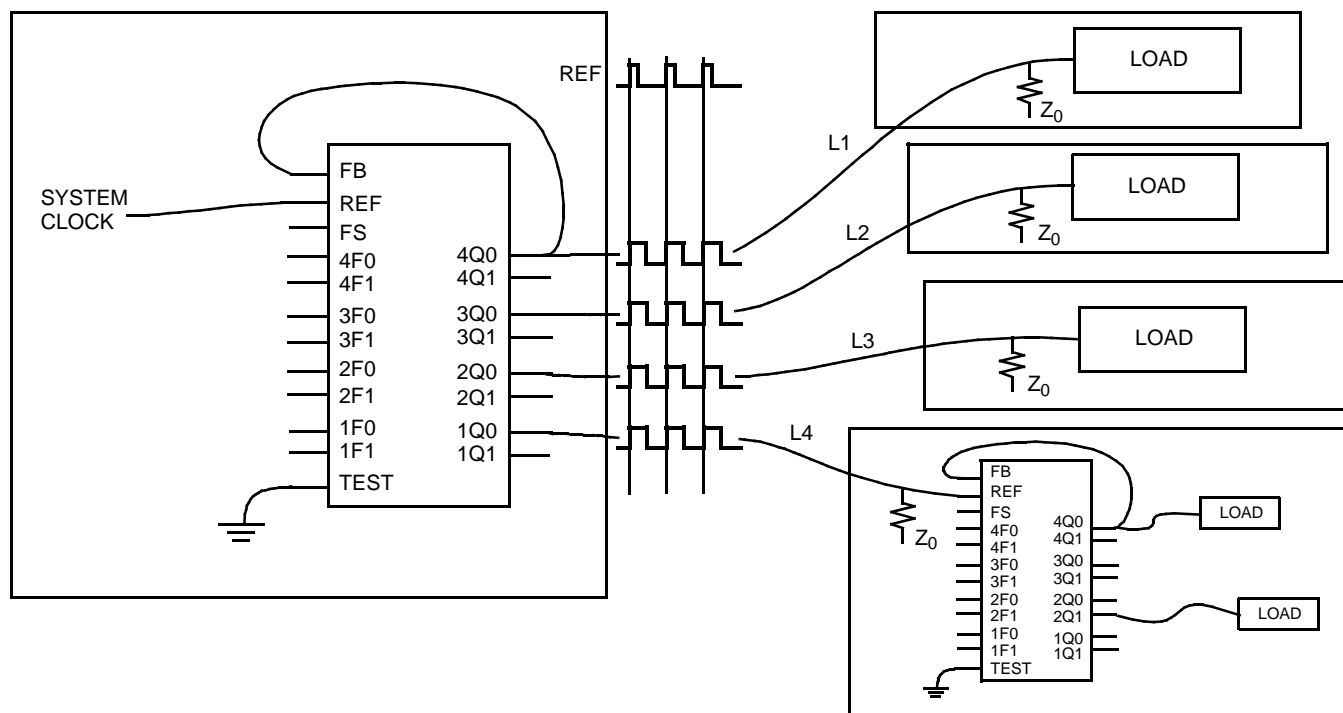 REF
LOAD
Z0
L1
LOAD
Z0
L2
LOAD
Z0
L3
L4
SYSTEM
CLOCK
FB
REF
FS
4F0
4F1
3F0
3F1
2F0
2F1
1F0
1F1
TEST
4Q0
4Q1
3Q0
3Q1
2Q0
2Q1
1Q0
1Q1
Z0
FB
REF
FS
4F0
4F1
3F0
3F1
2F0
2F1
1F0
1F1
TEST
4Q0
4Q1
3Q0
3Q1
2Q0
2Q1
1Q0
1Q1
LOAD
LOAD